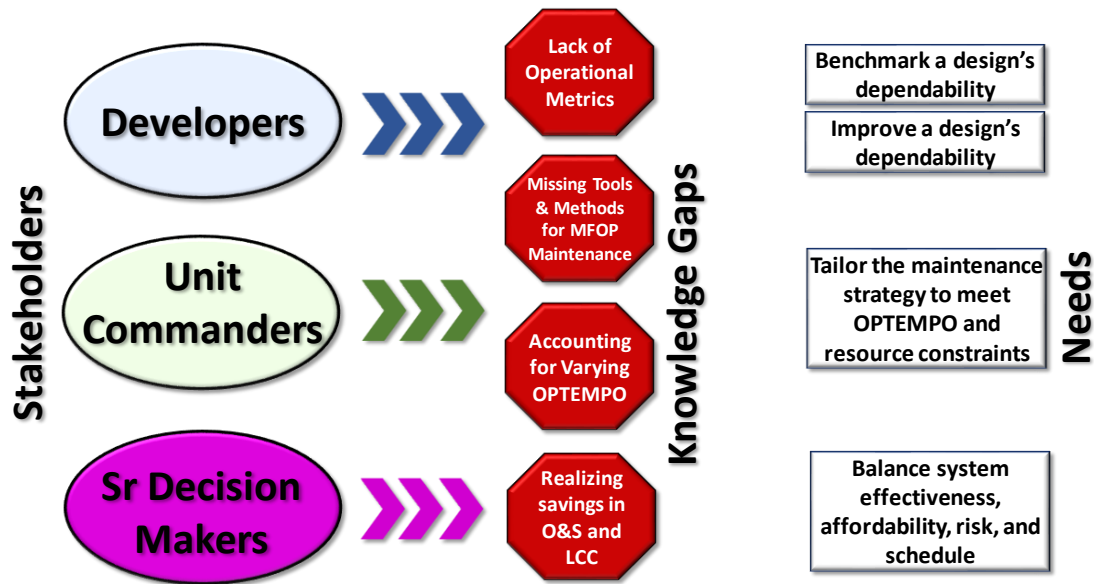 Stakeholders
Developers
Unit
Commanders
Sr Decision
Makers
Lack of
Operational
Metrics
Missing Tools
& Methods
for MFOP
Maintenance
Accounting
for Varying
OPTEMPO
Realizing
savings in
O&S and
LCC
Knowledge Gaps
Benchmark a design’s
dependability
Improve a design’s
dependability
Tailor the maintenance
strategy to meet
OPTEMPO and
resource constraints
Balance system
effectiveness,
affordability, risk, and
schedule
Needs